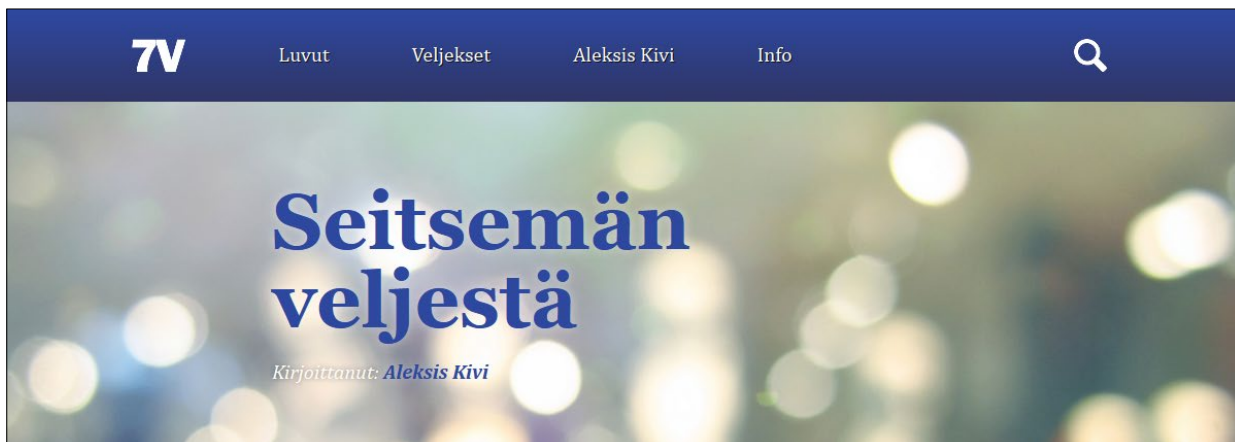 7V
Luvut Veljekset Aleksis Kivi Info
Seitsemän
veljestä
Kirjoittanut: Aleksis Kivi